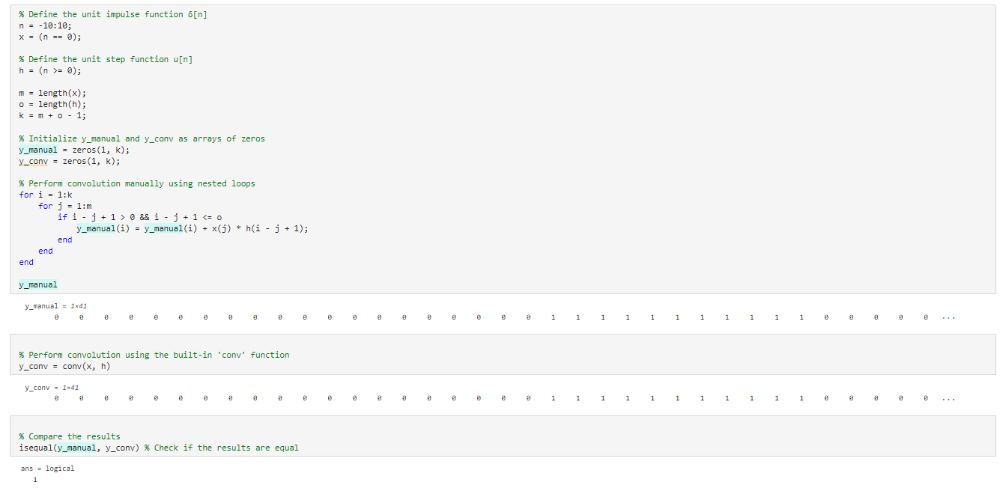 % Define the unit impulse function δ[n]
n = -10:10;
x = (n == 0);
% Define the unit step function u[n]
h = (n >= 0);
m = length(x);
o = length(h);
k = m + o - 1;
% Initialize y_manual and y_conv as arrays of zeros
y_manual = zeros(1, k);
y_conv = zeros(1, k);
% Perform convolution manually using nested loops
for i = 1:k
for j = 1:m
if i - j + 1 > 0 && i - j + 1 <= o
y_manual(i) = y_manual(i) + x(j) * h(i - j + 1);
end
end
end
y_manual
y_manual = 1×41
0 0 0 0 0 0 0 0 0 0 0 0 0 0 0 0 0 0 0 0 1 1 1 1 1 1 1 1 1 1 1 0 0 0 0 0 ...
% Perform convolution using the built-in 'conv' function
y_conv = conv(x, h)
y_conv = 1×41
0 0 0 0 0 0 0 0 0 0 0 0 0 0 0 0 0 0 0 0 1 1 1 1 1 1 1 1 1 1 1 0 0 0 0 0 ...
% Compare the results
isequal(y_manual, y_conv) % Check if the results are equal
ans = logical
1